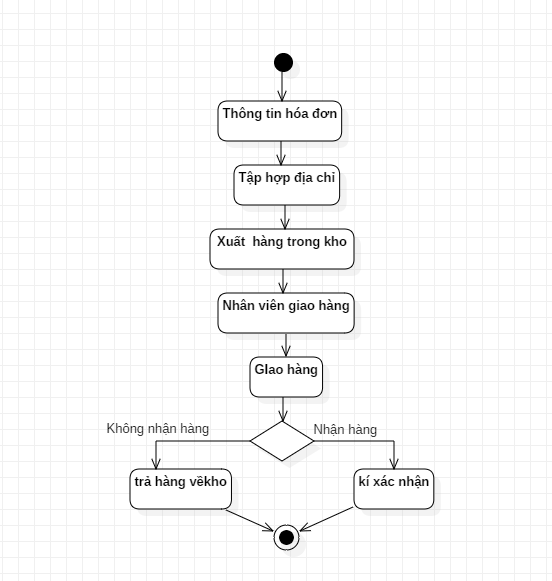 Thông tin hóa đơn
Tập hợp địa chỉ
Xuất  hàng trong kho
Nhân viên giao hàng
GIao hàng
Không nhận hàng
Nhận hàng
trả hàng vềkho
kí xác nhận